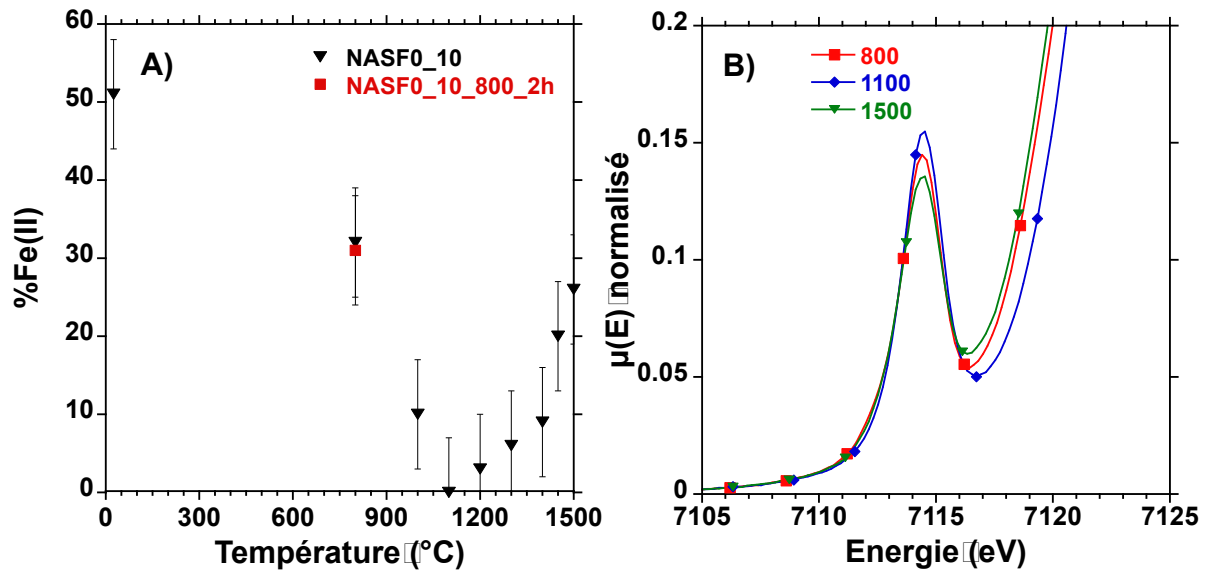 A)
NASF0_10
NASF0_10_800_2h
%Fe(II)
60
50
40
30
20
10
0
0 300 600 900 1200 1500
Température (°C)
B)
800
1100
1500
µ(E) normalisé
0.2
0.15
0.1
0.05
0
7105 7110 7115 7120 7125
Energie (eV)